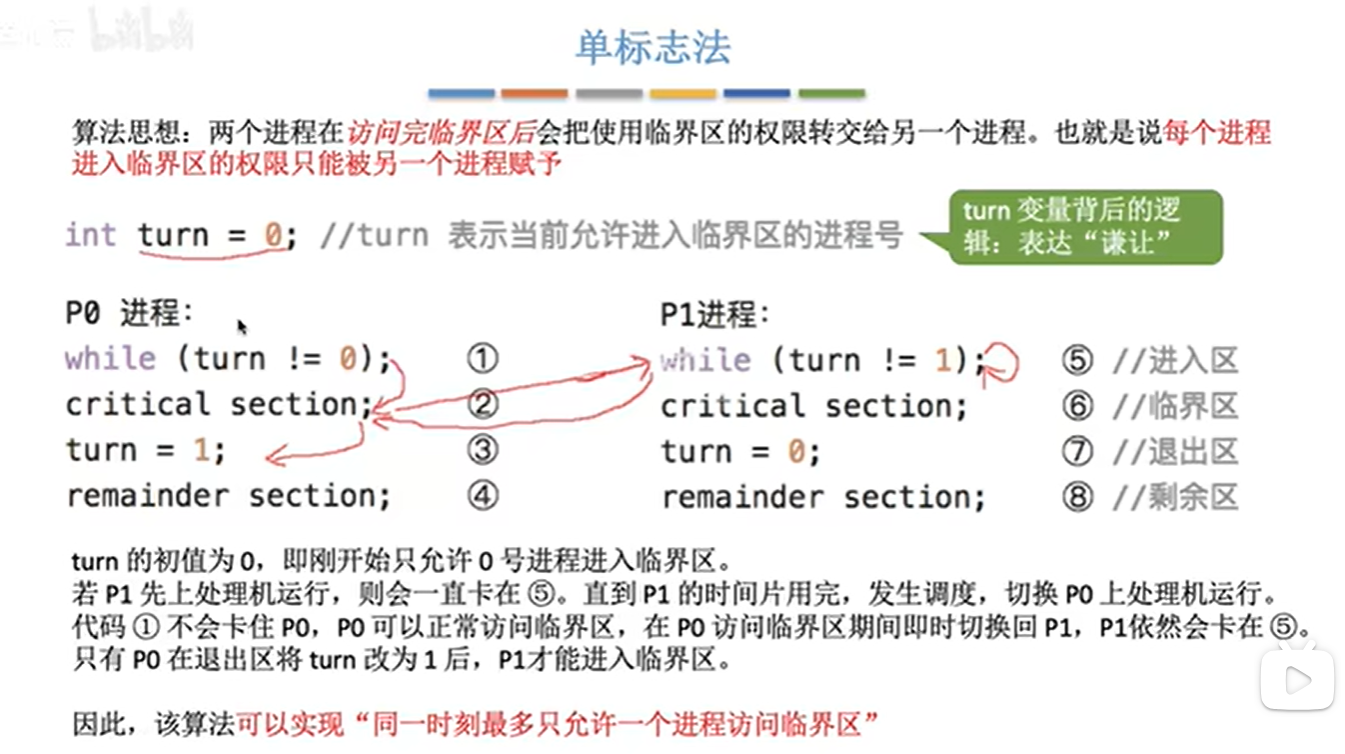 单标志法
算法思想：两个进程在访问完临界区后会把使用临界区的权限转交给另一个进程。也就是说每个进程
进入临界区的权限只能被另一个进程赋予
int turn = 0; //turn 表示当前允许进入临界区的进程号
turn 变量背后的逻
辑：表达“谦让”
P0 进程：
while (turn != 0); ①
critical section; ②
turn = 1; ③
remainder section; ④
P1进程：
while (turn != 1); ⑤ //进入区
critical section; ⑥ //临界区
turn = 0; ⑦ //退出区
remainder section; ⑧ //剩余区
turn 的初值为 0，即刚开始只允许 0 号进程进入临界区。
若 P1 先上处理机运行，则会一直卡在 ⑤。直到 P1 的时间片用完，发生调度，切换 P0 上处理机运行。
代码 ① 不会卡住 P0，P0 可以正常访问临界区，在 P0 访问临界区期间即时切换回 P1，P1依然会卡在 ⑤。
只有 P0 在退出区将 turn 改为 1 后，P1才能进入临界区。
因此，该算法可以实现“同一时刻最多只允许一个进程访问临界区”